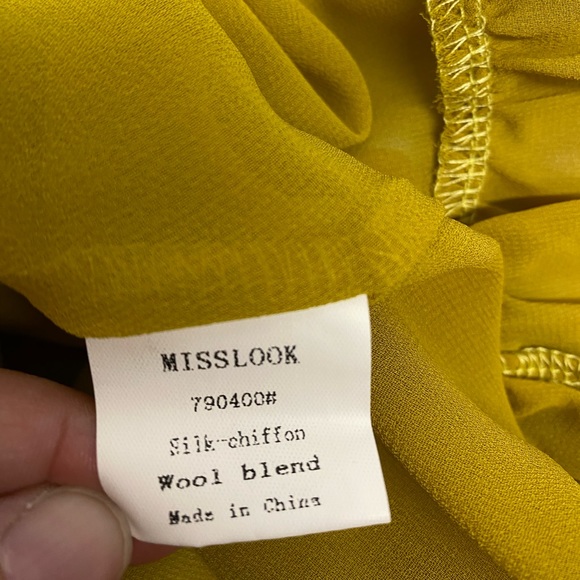 MISSLOOK
790400#
Silk-chiffon
Wool blend
Made in China